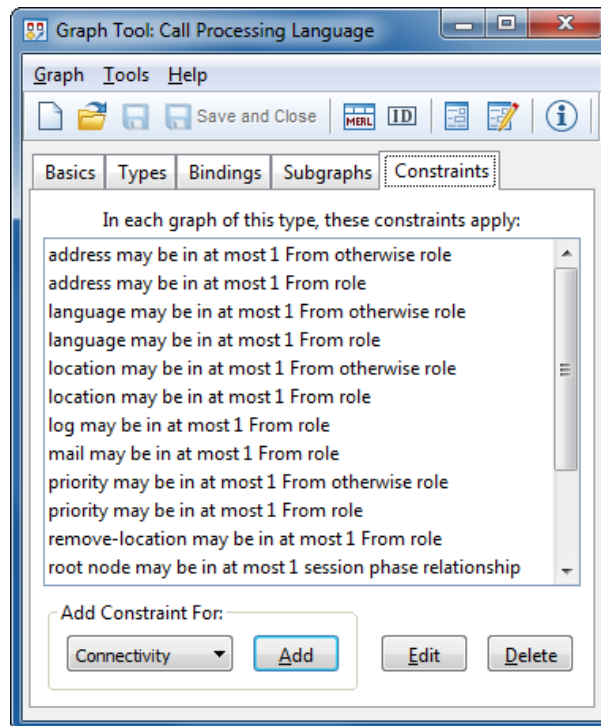 Graph Tool: Call Processing Language
Graph Tools Help
Save and Close MERL ID
Basics Types Bindings Subgraphs Constraints
In each graph of this type, these constraints apply:
address may be in at most 1 From otherwise role
address may be in at most 1 From role
language may be in at most 1 From otherwise role
language may be in at most 1 From role
location may be in at most 1 From otherwise role
location may be in at most 1 From role
log may be in at most 1 From role
mail may be in at most 1 From role
priority may be in at most 1 From otherwise role
priority may be in at most 1 From role
remove-location may be in at most 1 From role
root node may be in at most 1 session phase relationship
Add Constraint For:
Connectivity Add Edit Delete